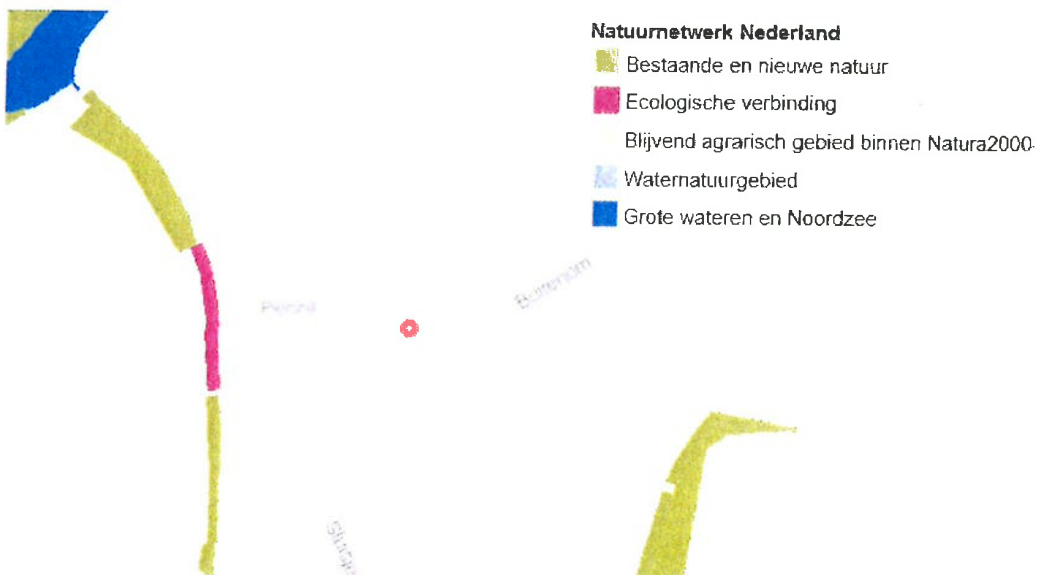 Natuurnetwerk Nederland
Bestaande en nieuwe natuur
Ecologische verbinding
Blijvend agrarisch gebied binnen Natura2000
Waternatuurgebied
Grote wateren en Noordzee